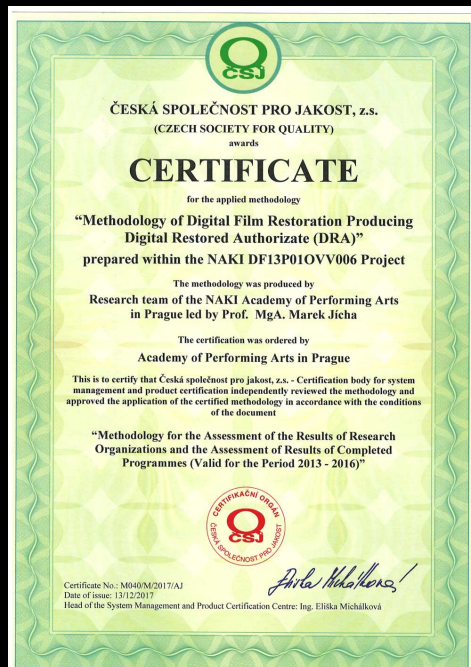 ČSJ
ČESKÁ SPOLEČNOST PRO JAKOST, z.s.
(CZECH SOCIETY FOR QUALITY)
awards
CERTIFICATE
for the applied methodology
“Methodology of Digital Film Restoration Producing
Digital Restored Authorizate (DRA)”
prepared within the NAKI DF13P01OVV006 Project
The methodology was produced by
Research team of the NAKI Academy of Performing Arts
in Prague led by Prof. MgA. Marek Jícha
The certification was ordered by
Academy of Performing Arts in Prague
This is to certify that Česká společnost pro jakost, z.s. - Certification body for system
management and product certification independently reviewed the methodology and
approved the application of the certified methodology in accordance with the conditions
of the document
“Methodology for the Assessment of the Results of Research
Organizations and the Assessment of Results of Completed
Programmes (Valid for the Period 2013 - 2016)”
CERTIFIKAČNÍ ORGÁN
ČSJ
ČESKÁ SPOLEČNOST PRO JAKOST
Certificate No.: M040/M/2017/AJ
Date of issue: 13/12/2017
Head of the System Management and Product Certification Centre: Ing. Eliška Michálková